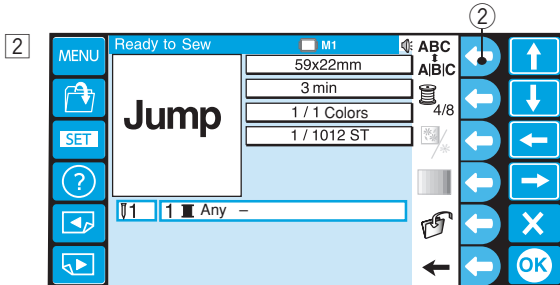 2
2
MENU
Ready to Sew
M1
ABC
A|B|C
59x22mm
3 min
4/8
Jump
1 / 1 Colors
SET
1 / 1012 ST
?
1
1 Any –
X
OK